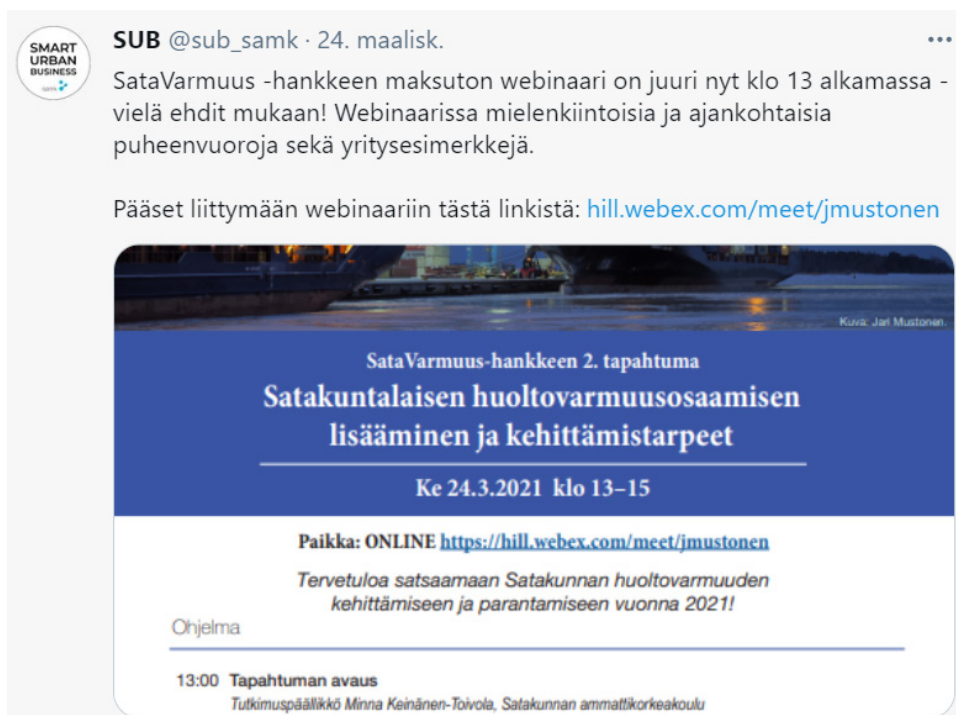 SMART
URBAN
BUSINESS
SUB @sub_samk · 24. maalisk.
SataVarmuus -hankkeen maksuton webinaari on juuri nyt klo 13 alkamassa -
vielä ehdit mukaan! Webinaarissa mielenkiintoisia ja ajankohtaisia
puheenvuoroja sekä yritysesimerkkejä.
Pääset liittymään webinaariin tästä linkistä: hill.webex.com/meet/jmustonen
Kuva: Jari Mustonen.
SataVarmuus-hankkeen 2. tapahtuma
Satakuntalaisen huoltovarmuusosaamisen
lisääminen ja kehittämistarpeet
Ke 24.3.2021 klo 13–15
Paikka: ONLINE https://hill.webex.com/meet/jmustonen
Tervetuloa satsaamaan Satakunnan huoltovarmuuden
kehittämiseen ja parantamiseen vuonna 2021!
Ohjelma
13:00 Tapahtuman avaus
Tutkimuspäällikkö Minna Keinänen-Toivola, Satakunnan ammattikorkeakoulu